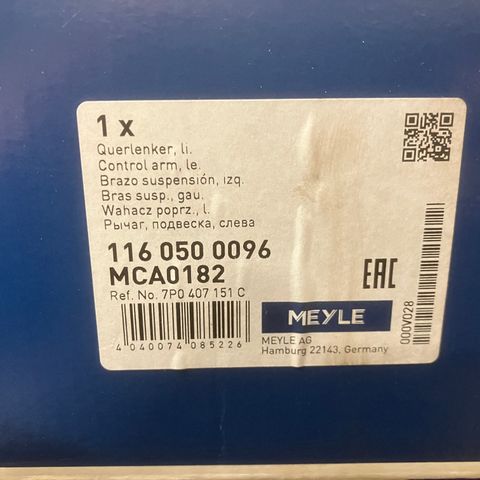 1 x
Querlenker, li.
Control arm, le.
Brazo suspensión, izq.
Bras susp., gau.
Wahacz poprz., l.
Рычаг, подвеска, слева
116 050 0096
MCA0182
Ref. No. 7P0 407 151 C
4 040074 085226
EAC
MEYLE
MEYLE AG
Hamburg 22143, Germany
000V028